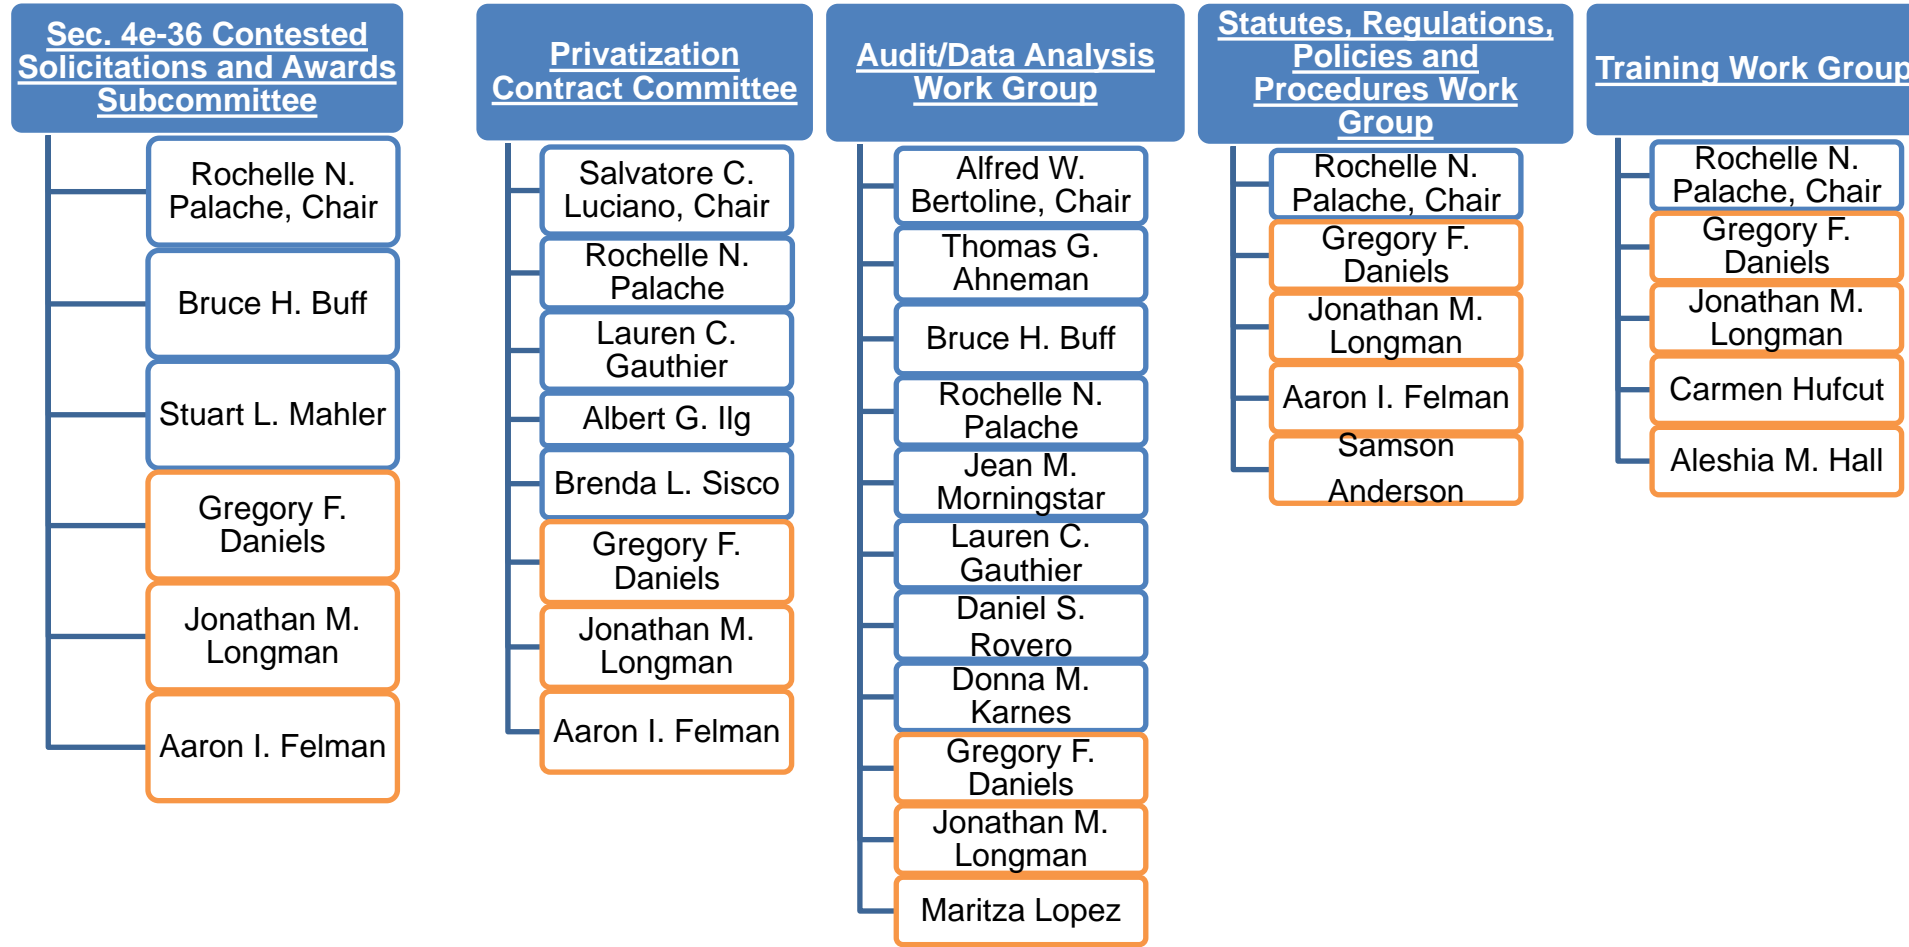 Sec. 4e-36 Contested
Solicitations and Awards
Subcommittee
Rochelle N.
Palache, Chair
Bruce H. Buff
Stuart L. Mahler
Gregory F.
Daniels
Jonathan M.
Longman
Aaron I. Felman
Privatization
Contract Committee
Salvatore C.
Luciano, Chair
Rochelle N.
Palache
Lauren C.
Gauthier
Albert G. Ilg
Brenda L. Sisco
Gregory F.
Daniels
Jonathan M.
Longman
Aaron I. Felman
Audit/Data Analysis
Work Group
Alfred W.
Bertoline, Chair
Thomas G.
Ahneman
Bruce H. Buff
Rochelle N.
Palache
Jean M.
Morningstar
Lauren C.
Gauthier
Daniel S.
Rovero
Donna M.
Karnes
Gregory F.
Daniels
Jonathan M.
Longman
Maritza Lopez
Statutes, Regulations,
Policies and
Procedures Work
Group
Rochelle N.
Palache, Chair
Gregory F.
Daniels
Jonathan M.
Longman
Aaron I. Felman
Samson
Anderson
Training Work Group
Rochelle N.
Palache, Chair
Gregory F.
Daniels
Jonathan M.
Longman
Carmen Hufcut
Aleshia M. Hall